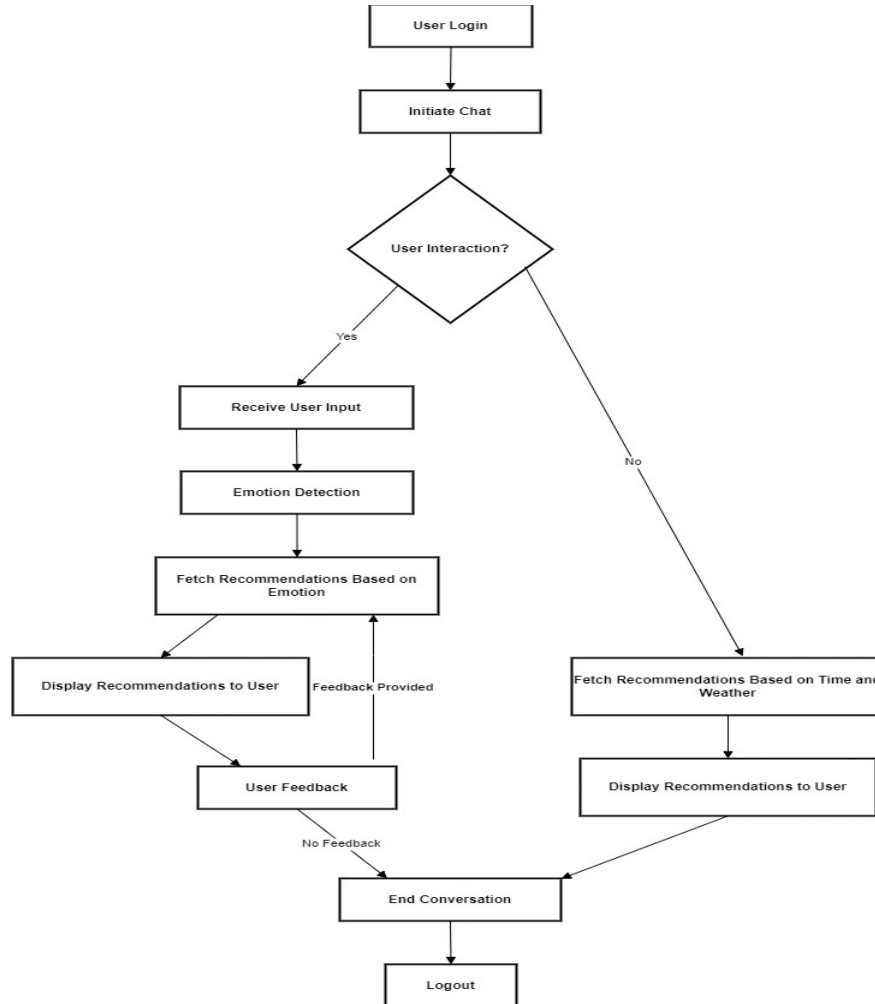 User Login
Initiate Chat
User Interaction?
Yes
Receive User Input
No
Emotion Detection
Fetch Recommendations Based on
Emotion
Display Recommendations to User
Feedback Provided
Fetch Recommendations Based on Time and
Weather
User Feedback
Display Recommendations to User
No Feedback
End Conversation
Logout